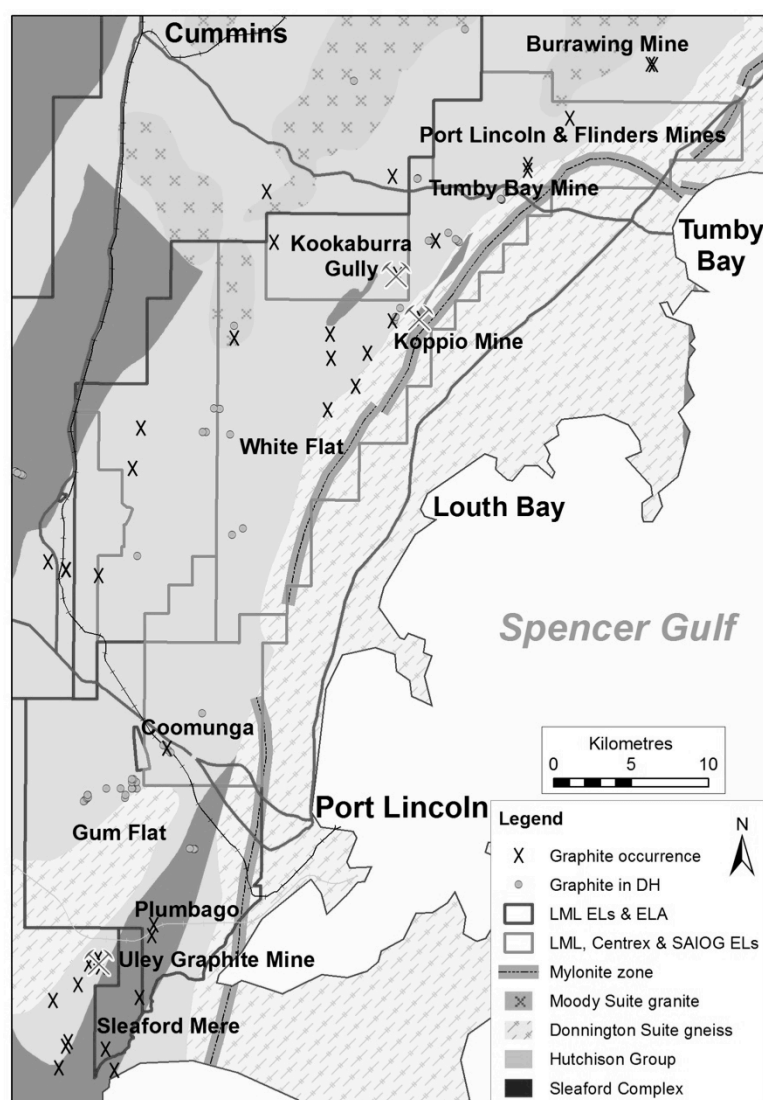 Cummins
Burrawing Mine
Port Lincoln & Flinders Mines
Tumby Bay Mine
Tumby
Bay
Kookaburra
Gully
Koppio Mine
White Flat
Louth Bay
Spencer Gulf
Coomunga
Kilometres
0 5 10
Port Lincoln
Gum Flat
Plumbago
Uley Graphite Mine
Sleaford Mere
Legend
N
Graphite occurrence
Graphite in DH
LML ELs & ELA
LML, Centrex & SAIOG ELs
Mylonite zone
Moody Suite granite
Donnington Suite gneiss
Hutchison Group
Sleaford Complex